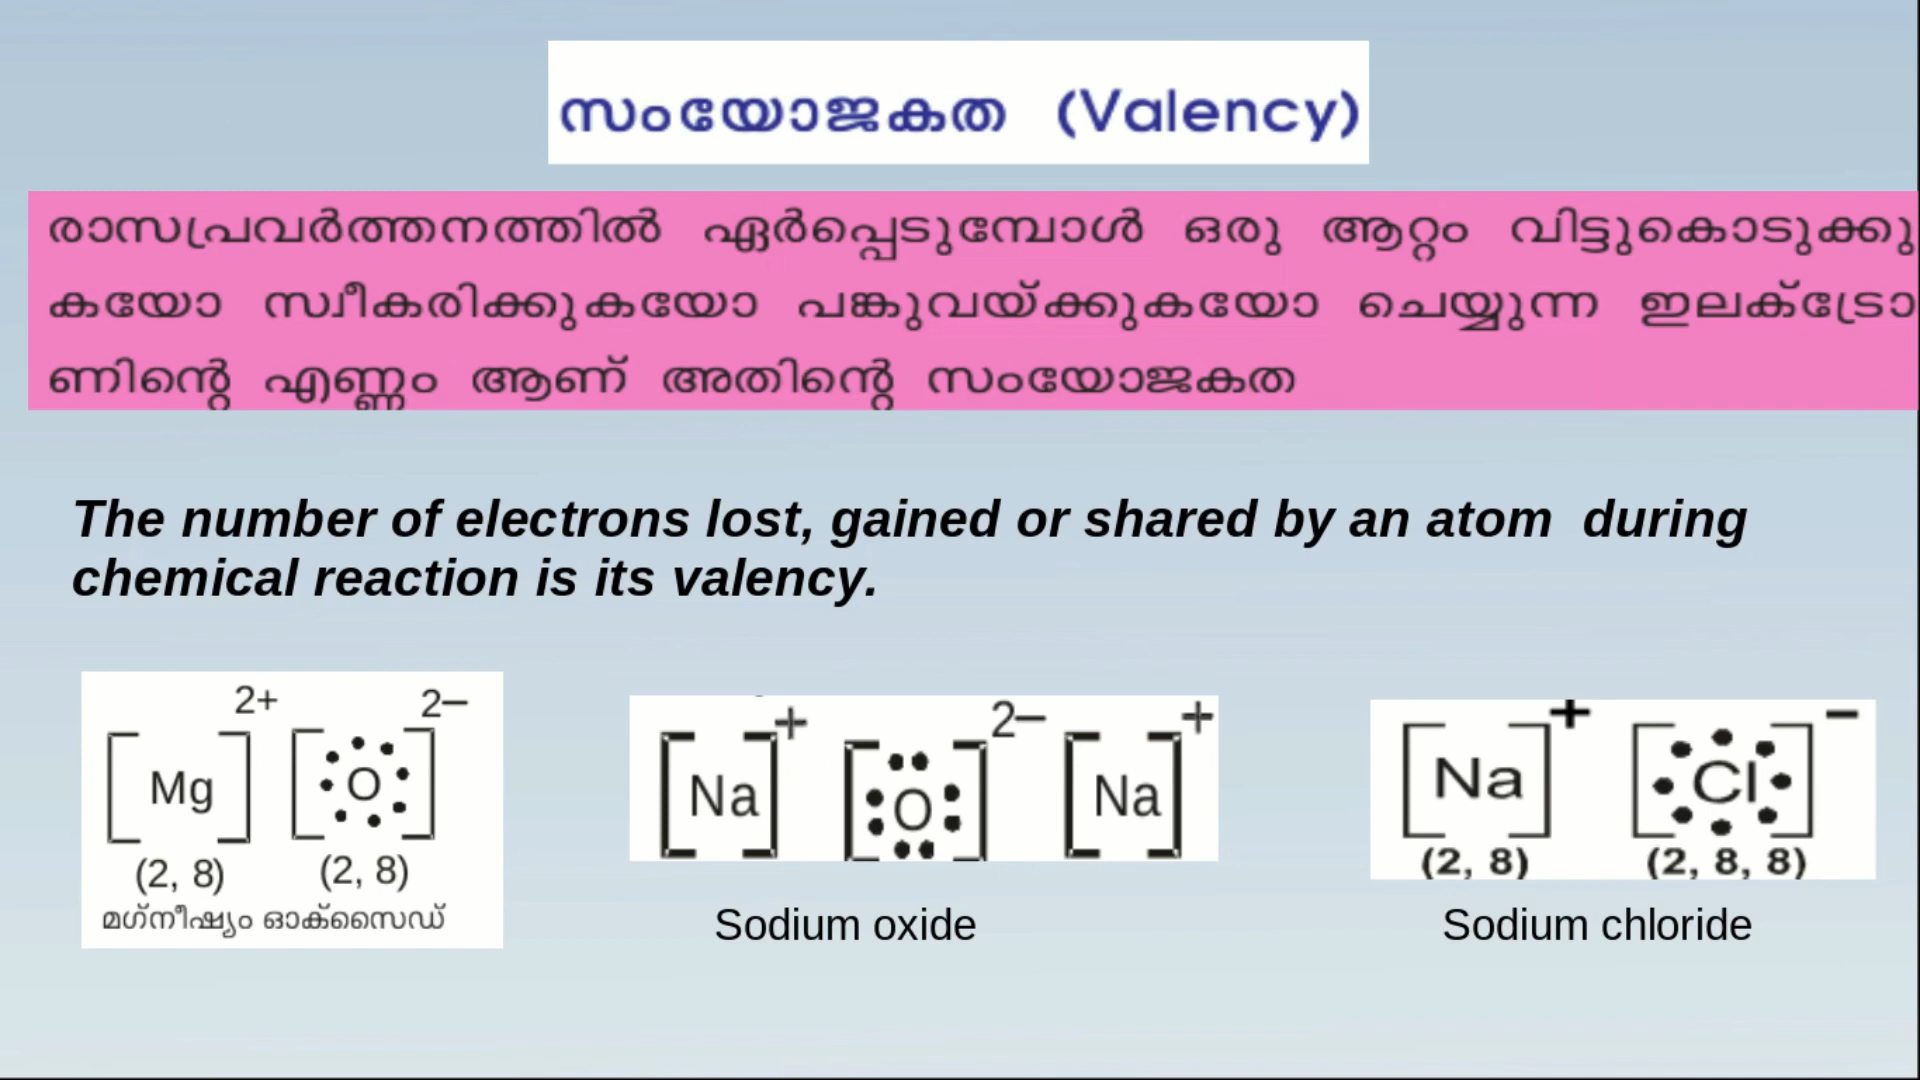 സംയോജകത (Valency)
രാസപ്രവർത്തനത്തിൽ ഏർപ്പെടുമ്പോൾ ഒരു ആറ്റം വിട്ടുകൊടുക്കു
കയോ സ്വീകരിക്കുകയോ പങ്കുവയ്ക്കുകയോ ചെയ്യുന്ന ഇലക്ട്രോ
ണിന്റെ എണ്ണം ആണ് അതിന്റെ സംയോജകത
The number of electrons lost, gained or shared by an atom during
chemical reaction is its valency.
[Mg]2+ [O]2−
(2, 8) (2, 8)
മഗ്നീഷ്യം ഓക്സൈഡ്
[Na]+ [O]2− [Na]+
Sodium oxide
[Na]+ [Cl]−
(2, 8) (2, 8, 8)
Sodium chloride